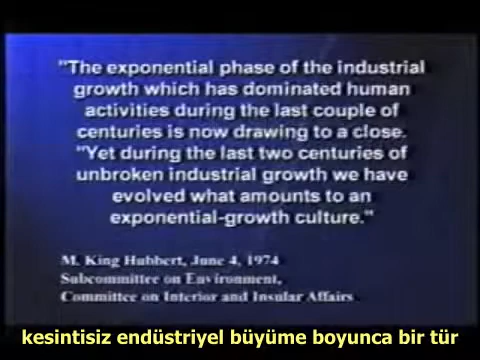 "The exponential phase of the industrial
growth which has dominated human
activities during the last couple of
centuries is now drawing to a close.
"Yet during the last two centuries of
unbroken industrial growth we have
evolved what amounts to an
exponential-growth culture."
M. King Hubbert, June 4, 1974
Subcommittee on Environment,
Committee on Interior and Insular Affairs
kesintisiz endüstriyel büyüme boyunca bir tür